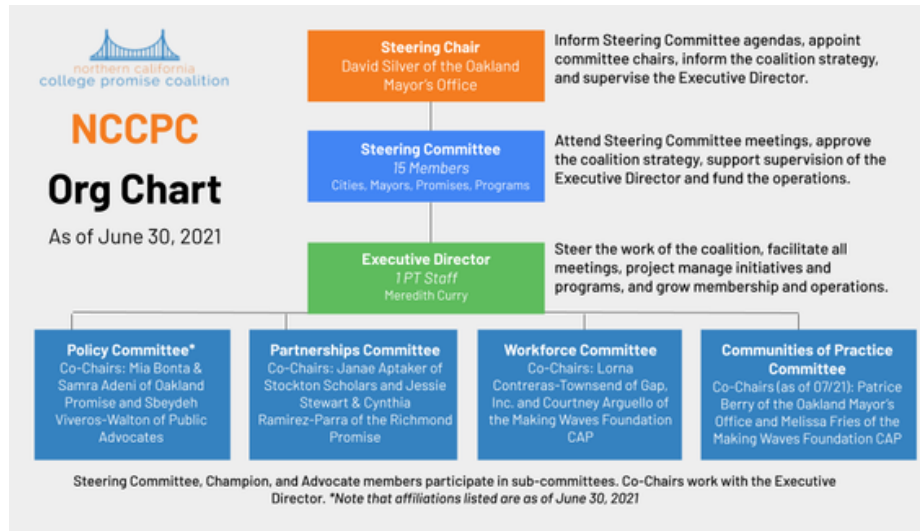 northern california
college promise coalition
NCCPC
Org Chart
As of June 30, 2021
Steering Chair
David Silver of the Oakland
Mayor's Office
Inform Steering Committee agendas, appoint
committee chairs, inform the coalition strategy,
and supervise the Executive Director.
Steering Committee
15 Members
Cities, Mayors, Promises, Programs
Attend Steering Committee meetings, approve
the coalition strategy, support supervision of the
Executive Director and fund the operations.
Executive Director
1 PT Staff
Meredith Curry
Steer the work of the coalition, facilitate all
meetings, project manage initiatives and
programs, and grow membership and operations.
Policy Committee*
Co-Chairs: Mia Bonta &
Samra Adeni of Oakland
Promise and Sbeydeh
Viveros-Walton of Public
Advocates
Partnerships Committee
Co-Chairs: Janae Aptaker of
Stockton Scholars and Jessie
Stewart & Cynthia
Ramirez-Parra of the Richmond
Promise
Workforce Committee
Co-Chairs: Lorna
Contreras-Townsend of Gap,
Inc. and Courtney Arguello of
the Making Waves Foundation
CAP
Communities of Practice
Committee
Co-Chairs (as of 07/21): Patrice
Berry of the Oakland Mayor's
Office and Melissa Fries of the
Making Waves Foundation CAP
Steering Committee, Champion, and Advocate members participate in sub-committees. Co-Chairs work with the Executive
Director. *Note that affiliations listed are as of June 30, 2021